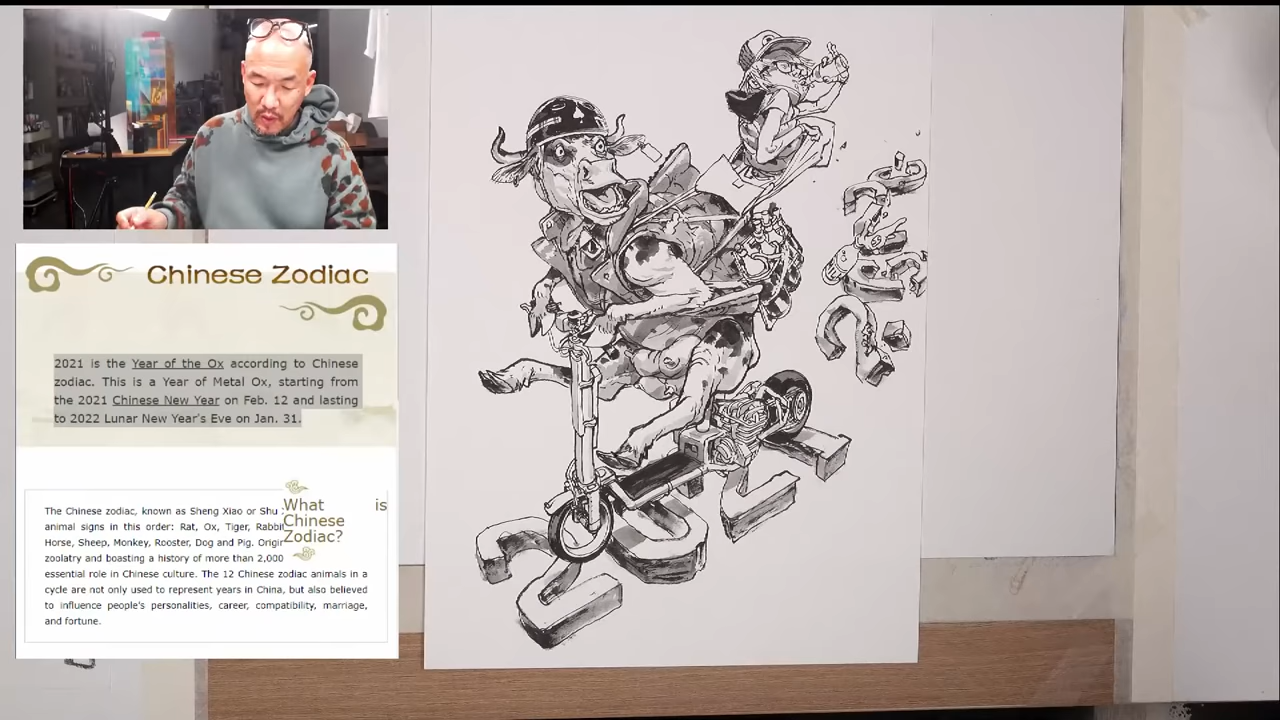 Chinese Zodiac
2021 is the Year of the Ox according to Chinese
zodiac. This is a Year of Metal Ox, starting from
the 2021 Chinese New Year on Feb. 12 and lasting
to 2022 Lunar New Year's Eve on Jan. 31.
What is
Chinese
Zodiac?
The Chinese zodiac, known as Sheng Xiao or Shu
animal signs in this order: Rat, Ox, Tiger, Rabbit
Horse, Sheep, Monkey, Rooster, Dog and Pig.
zoolatry and boasting a history of more than 2,000
essential role in Chinese culture. The 12 Chinese zodiac animals in a
cycle are not only used to represent years in China, but also believed
to influence people's personalities, career, compatibility, marriage,
and fortune.
2021